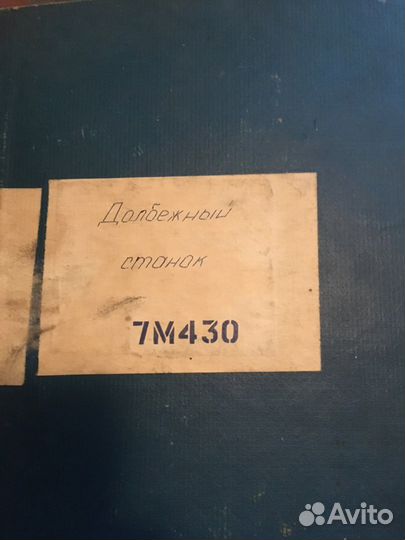 Долбежный
станок
7М430
Avito